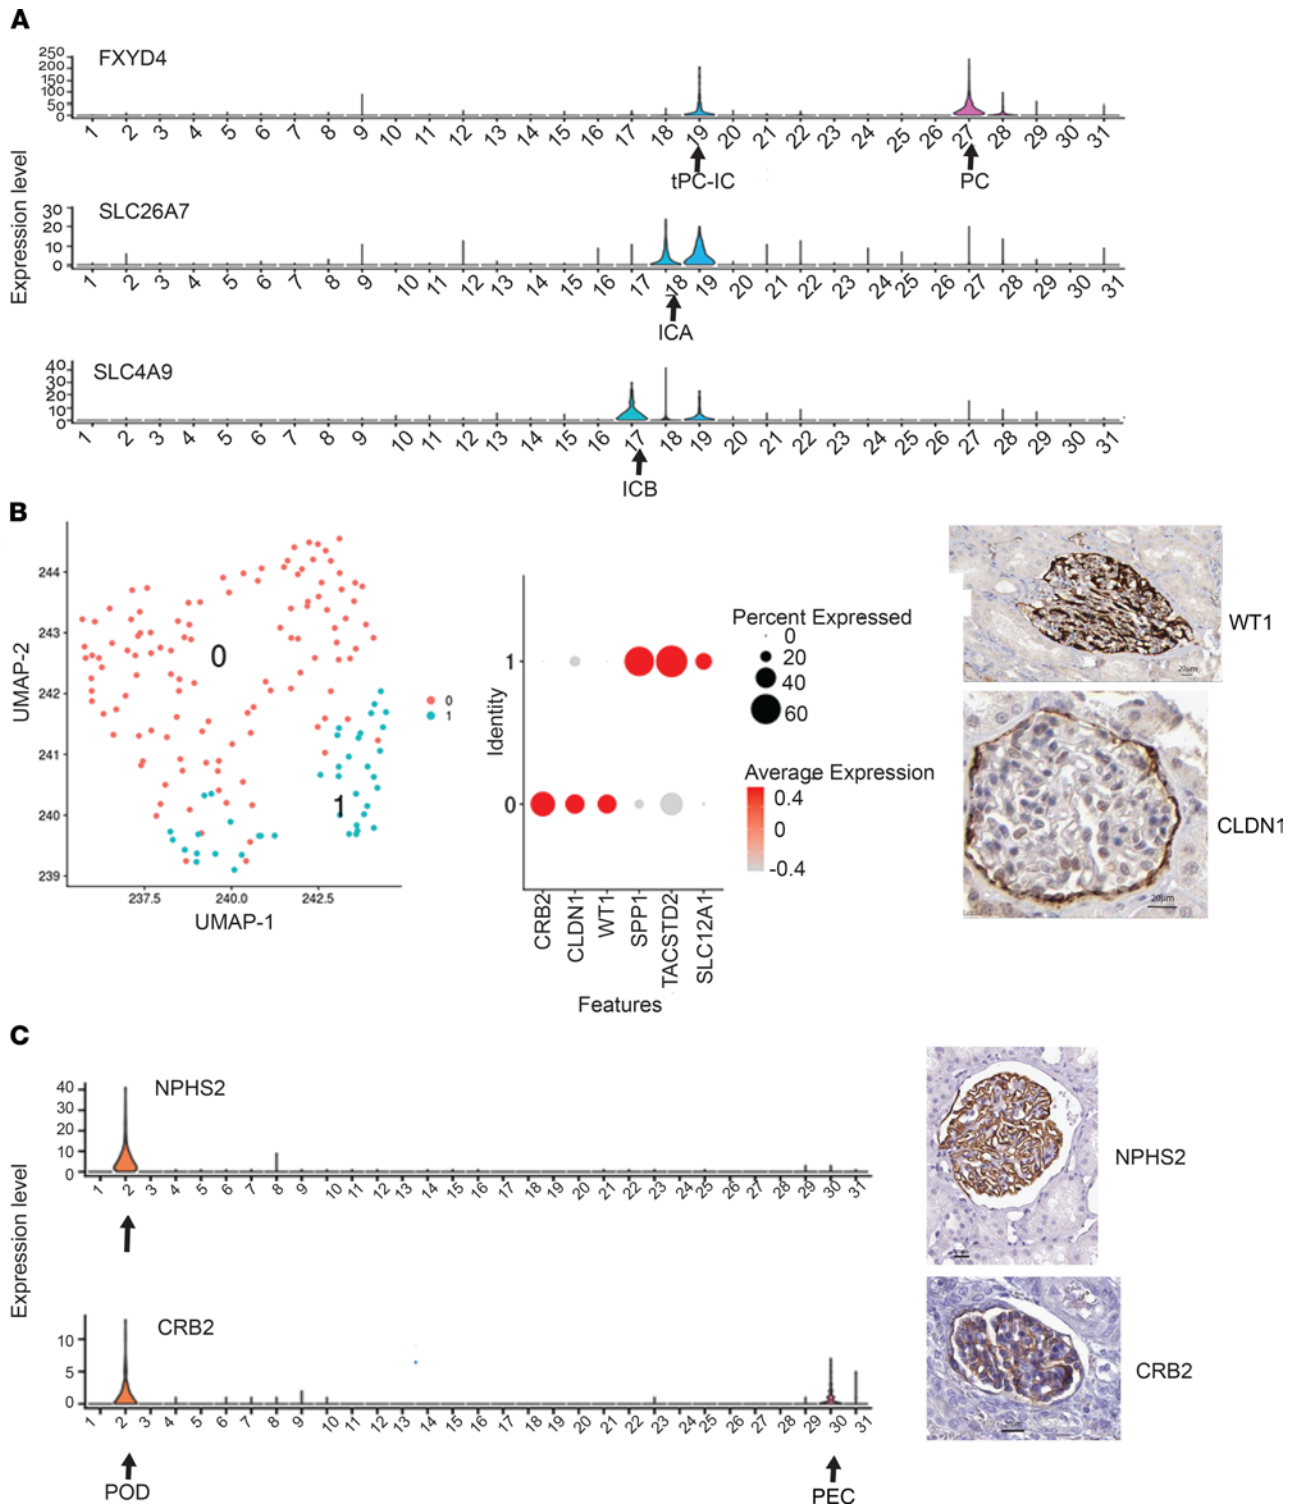 A
FXYD4
250
200
150
100
50
0
1 2 3 4 5 6 7 8 9 10 11 12 13 14 15 16 17 18 19 20 21 22 23 24 25 26 27 28 29 30 31
tPC-IC PC
Expression level
SLC26A7
30
20
10
0
1 2 3 4 5 6 7 8 9 10 11 12 13 14 15 16 17 18 19 20 21 22 23 24 25 26 27 28 29 30 31
ICA
SLC4A9
40
30
20
10
0
1 2 3 4 5 6 7 8 9 10 11 12 13 14 15 16 17 18 19 20 21 22 23 24 25 26 27 28 29 30 31
ICB
B
UMAP-2
244
243
242
241
240
239
0
1
237.5 240.0 242.5
UMAP-1
0
1
Identity
1
0
CRB2 CLDN1 WT1 SPP1 TACSTD2 SLC12A1
Features
Percent Expressed
0
20
40
60
Average Expression
0.4
0
-0.4
WT1
20µm
CLDN1
20µm
C
Expression level
NPHS2
40
30
20
10
0
1 2 3 4 5 6 7 8 9 10 11 12 13 14 15 16 17 18 19 20 21 22 23 24 25 26 27 28 29 30 31
NPHS2
CRB2
10
5
0
1 2 3 4 5 6 7 8 9 10 11 12 13 14 15 16 17 18 19 20 21 22 23 24 25 26 27 28 29 30 31
POD PEC
CRB2